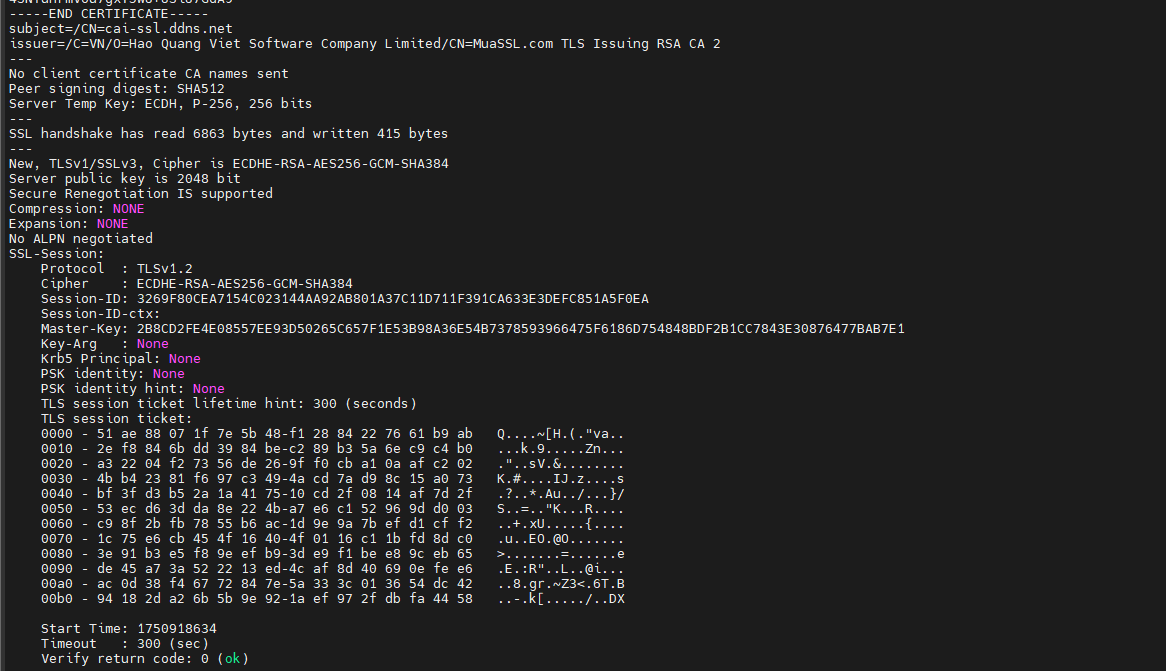 -----END CERTIFICATE-----
subject=/CN=cai-ssl.ddns.net
issuer=/C=VN/O=Hao Quang Viet Software Company Limited/CN=MuaSSL.com TLS Issuing RSA CA 2
---
No client certificate CA names sent
Peer signing digest: SHA512
Server Temp Key: ECDH, P-256, 256 bits
---
SSL handshake has read 6863 bytes and written 415 bytes
---
New, TLSv1/SSLv3, Cipher is ECDHE-RSA-AES256-GCM-SHA384
Server public key is 2048 bit
Secure Renegotiation IS supported
Compression: NONE
Expansion: NONE
No ALPN negotiated
SSL-Session:
    Protocol  : TLSv1.2
    Cipher    : ECDHE-RSA-AES256-GCM-SHA384
    Session-ID: 3269F80CEA7154C023144AA92AB801A37C11D711F391CA633E3DEFC851A5F0EA
    Session-ID-ctx:
    Master-Key: 2B8CD2FE4E08557EE93D50265C657F1E53B98A36E54B7378593966475F6186D754848BDF2B1CC7843E30876477BAB7E1
    Key-Arg   : None
    Krb5 Principal: None
    PSK identity: None
    PSK identity hint: None
    TLS session ticket lifetime hint: 300 (seconds)
    TLS session ticket:
    0000 - 51 ae 88 07 1f 7e 5b 48-f1 28 84 22 76 61 b9 ab   Q....~[H.(."va..
    0010 - 2e f8 84 6b dd 39 84 be-c2 89 b3 5a 6e c9 c4 b0   ...k.9.....Zn...
    0020 - a3 22 04 f2 73 56 de 26-9f f0 cb a1 0a af c2 02   ."..sV.&........
    0030 - 4b b4 23 81 f6 97 c3 49-4a cd 7a d9 8c 15 a0 73   K.#....IJ.z....s
    0040 - bf 3f d3 b5 2a 1a 41 75-10 cd 2f 08 14 af 7d 2f   .?..*.Au../...}/
    0050 - 53 ec d6 3d da 8e 22 4b-a7 e6 c1 52 96 9d d0 03   S..=.."K...R....
    0060 - c9 8f 2b fb 78 55 b6 ac-1d 9e 9a 7b ef d1 cf f2   ..+.xU.....{....
    0070 - 1c 75 e6 cb 45 4f 16 40-4f 01 16 c1 1b fd 8d c0   .u..EO.@O.......
    0080 - 3e 91 b3 e5 f8 9e ef b9-3d e9 f1 be e8 9c eb 65   >.......=......e
    0090 - de 45 a7 3a 52 22 13 ed-4c af 8d 40 69 0e fe e6   .E.:R"..L..@i...
    00a0 - ac 0d 38 f4 67 72 84 7e-5a 33 3c 01 36 54 dc 42   ..8.gr.~Z3<.6T.B
    00b0 - 94 18 2d a2 6b 5b 9e 92-1a ef 97 2f db fa 44 58   ..-.k[...../..DX
    Start Time: 1750918634
    Timeout   : 300 (sec)
    Verify return code: 0 (ok)